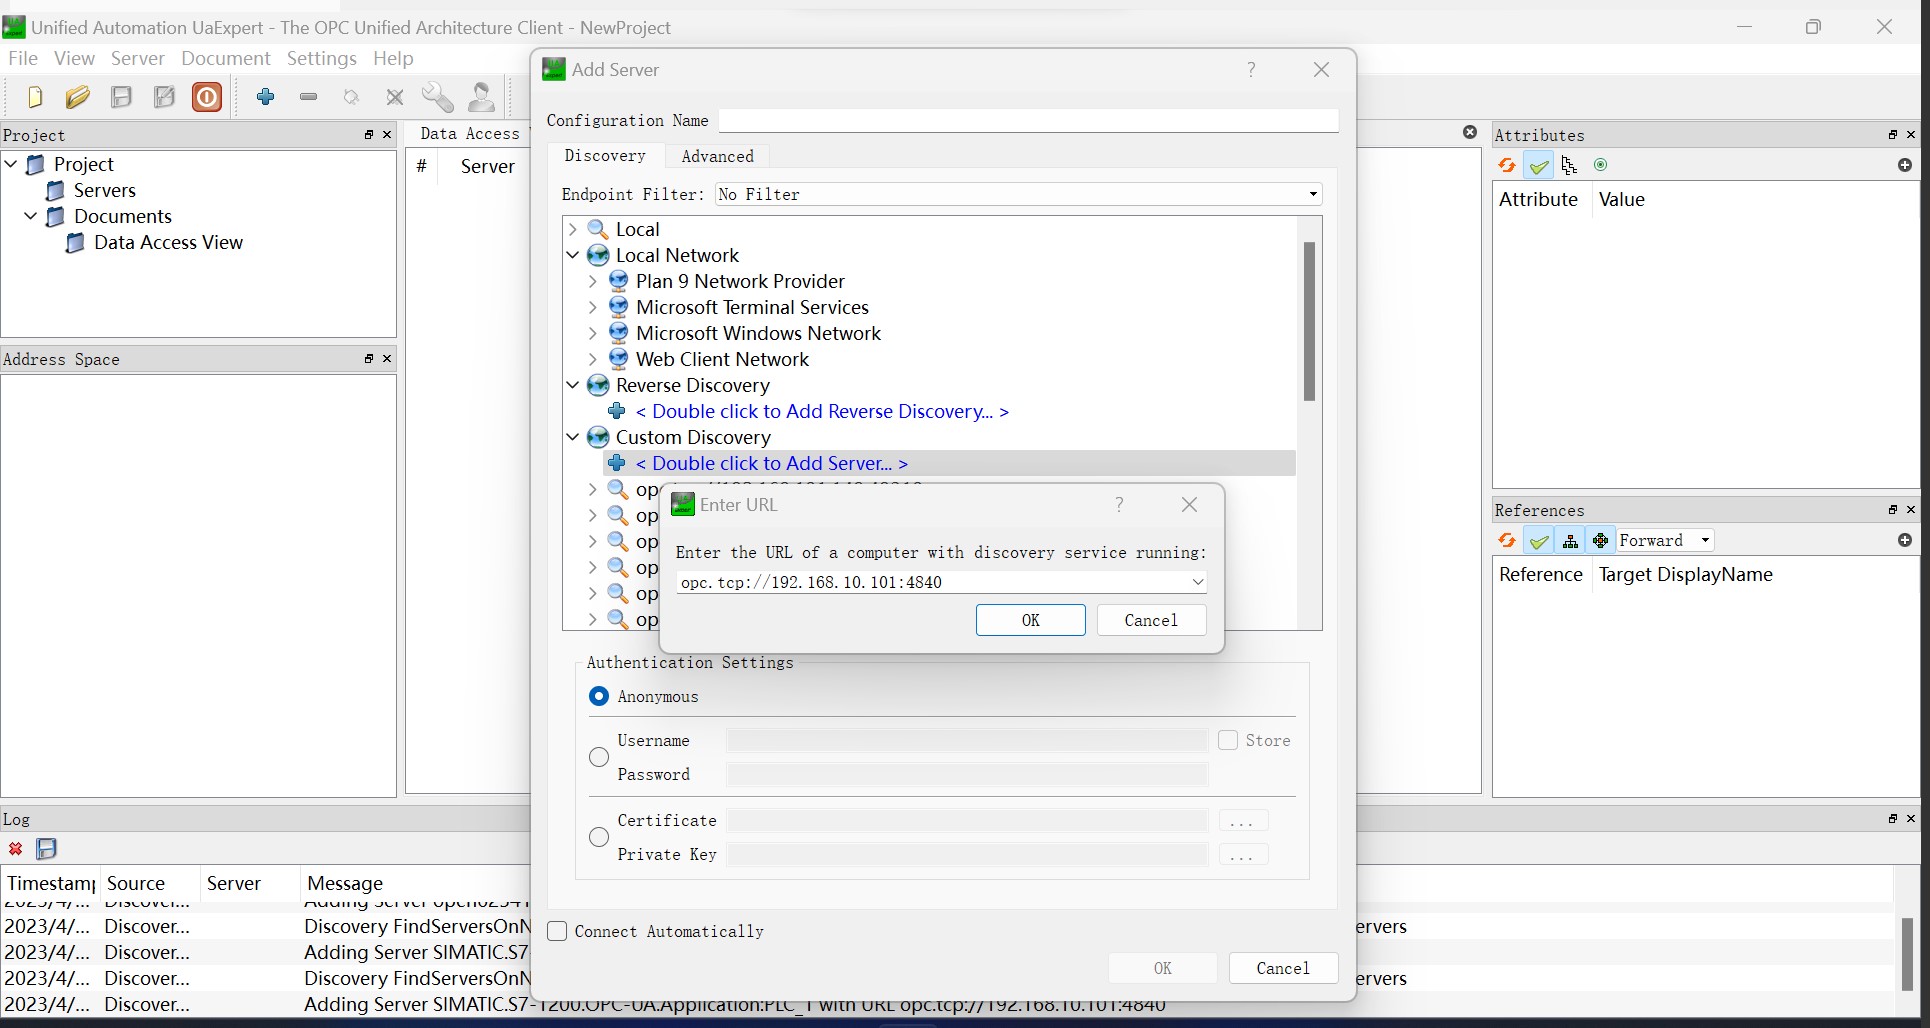 Unified Automation UaExpert - The OPC Unified Architecture Client - NewProject
File View Server Document Settings Help
Project
Project
Servers
Documents
Data Access View
Address Space
Data Access
# Server
Add Server
?
Configuration Name
Discovery Advanced
Endpoint Filter: No Filter
Local
Local Network
Plan 9 Network Provider
Microsoft Terminal Services
Microsoft Windows Network
Web Client Network
Reverse Discovery
< Double click to Add Reverse Discovery... >
Custom Discovery
< Double click to Add Server... >
op
op
op
op
op
Enter URL
?
Enter the URL of a computer with discovery service running:
opc.tcp://192.168.10.101:4840
OK Cancel
Authentication Settings
Anonymous
Username
Store
Password
Certificate
...
Private Key
...
Connect Automatically
OK Cancel
Attributes
Attribute Value
References
Forward
Reference Target DisplayName
Log
Timestamp Source Server Message
2023/4/... Discover... Discovery FindServersOnN ervers
2023/4/... Discover... Adding Server SIMATIC.S7-
2023/4/... Discover... Discovery FindServersOnN ervers
2023/4/... Discover... Adding Server SIMATIC.S7-1200.OPC-UA.Application:PLC_1 with URL opc.tcp://192.168.10.101:4840